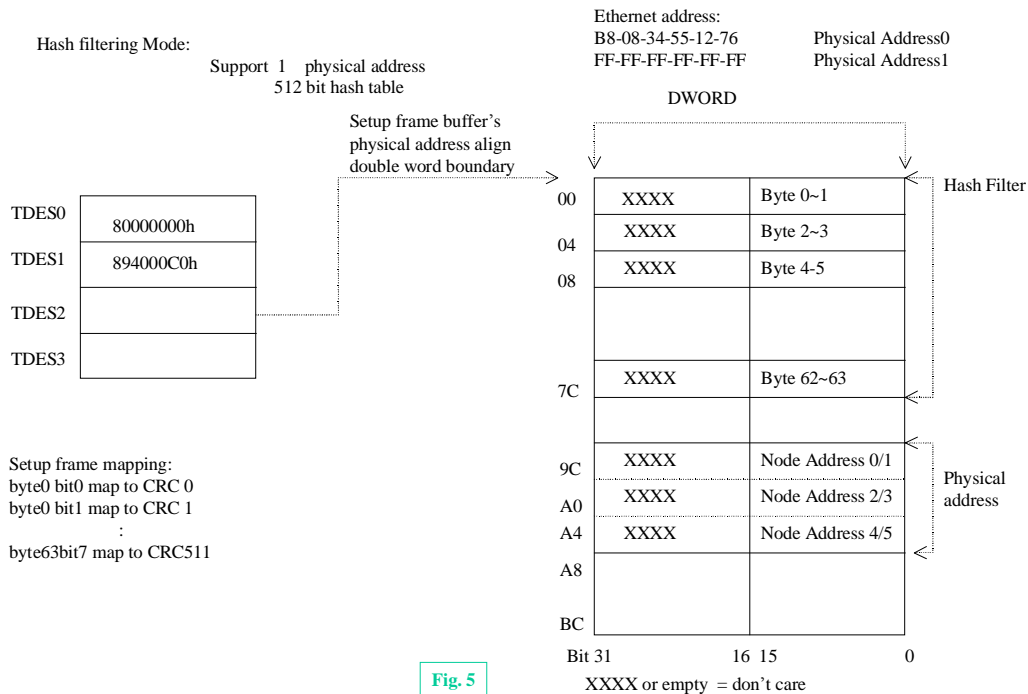 Hash filtering Mode:
Support 1 physical address
512 bit hash table
Ethernet address:
B8-08-34-55-12-76 Physical Address0
FF-FF-FF-FF-FF-FF Physical Address1
DWORD
Setup frame buffer's
physical address align
double word boundary
TDES0 80000000h
TDES1 894000C0h
TDES2
TDES3
00 XXXX Byte 0~1
04 XXXX Byte 2~3
08 XXXX Byte 4-5
7C XXXX Byte 62~63
Hash Filter
9C XXXX Node Address 0/1
A0 XXXX Node Address 2/3
A4 XXXX Node Address 4/5
A8
BC
Physical
address
Bit 31 16 15 0
XXXX or empty = don't care
Setup frame mapping:
byte0 bit0 map to CRC 0
byte0 bit1 map to CRC 1
:
byte63bit7 map to CRC511
Fig. 5